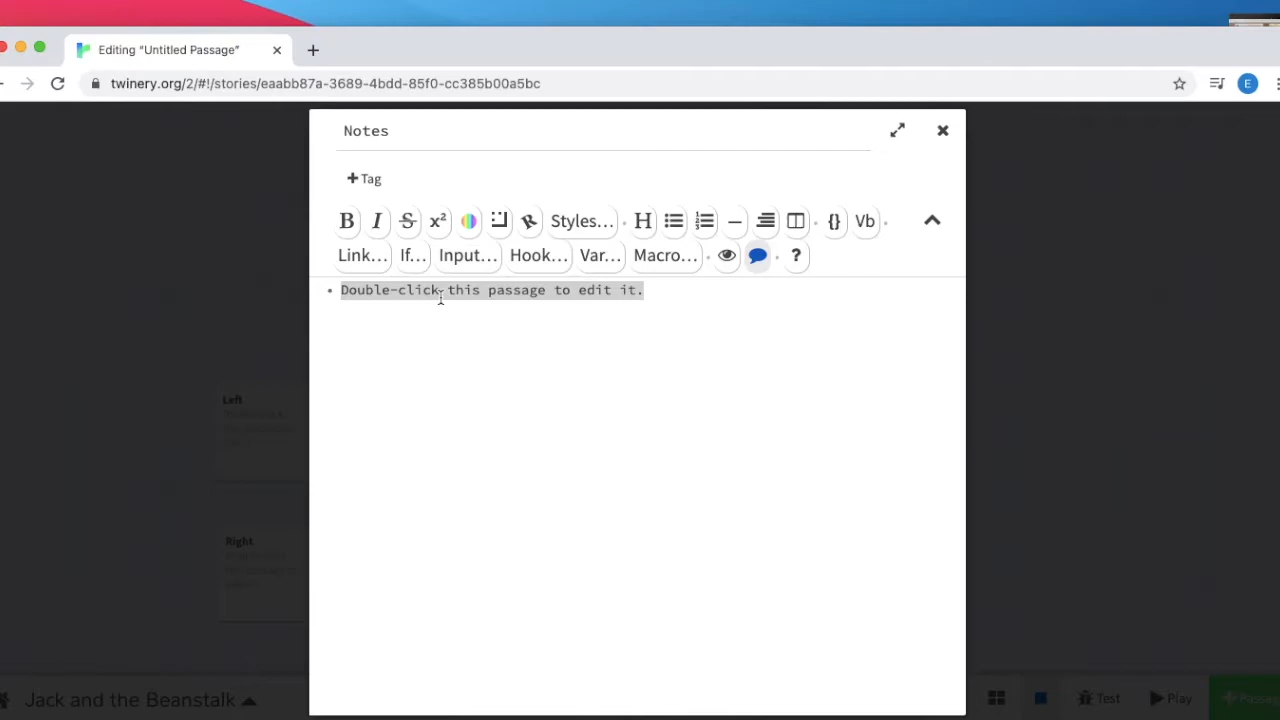 Editing “Untitled Passage”
twinery.org/2/#!/stories/eaabb87a-3689-4bdd-85f0-cc385b00a5bc
E
Notes
+ Tag
B I S x² Styles... H {} Vb
Link... If... Input... Hook... Var... Macro... ?
Double-click this passage to edit it.
Left
Right
Jack and the Beanstalk
Test
Play